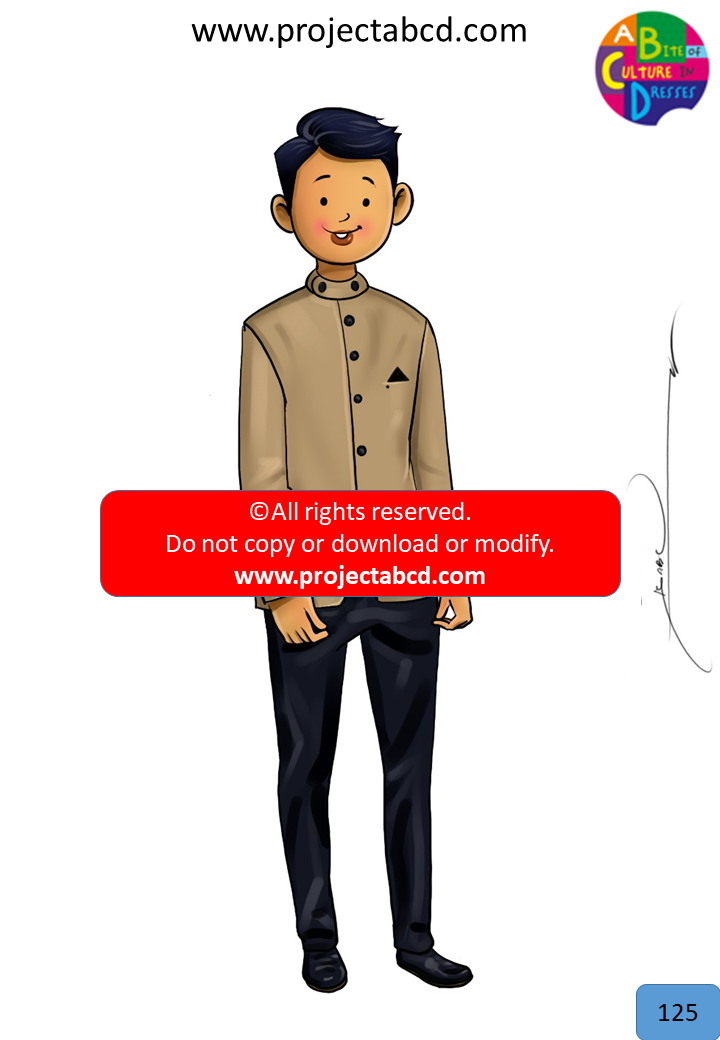 www.projectabcd.com
A BITE OF
CULTURE IN
DRESSES
©All rights reserved.
Do not copy or download or modify.
www.projectabcd.com
125